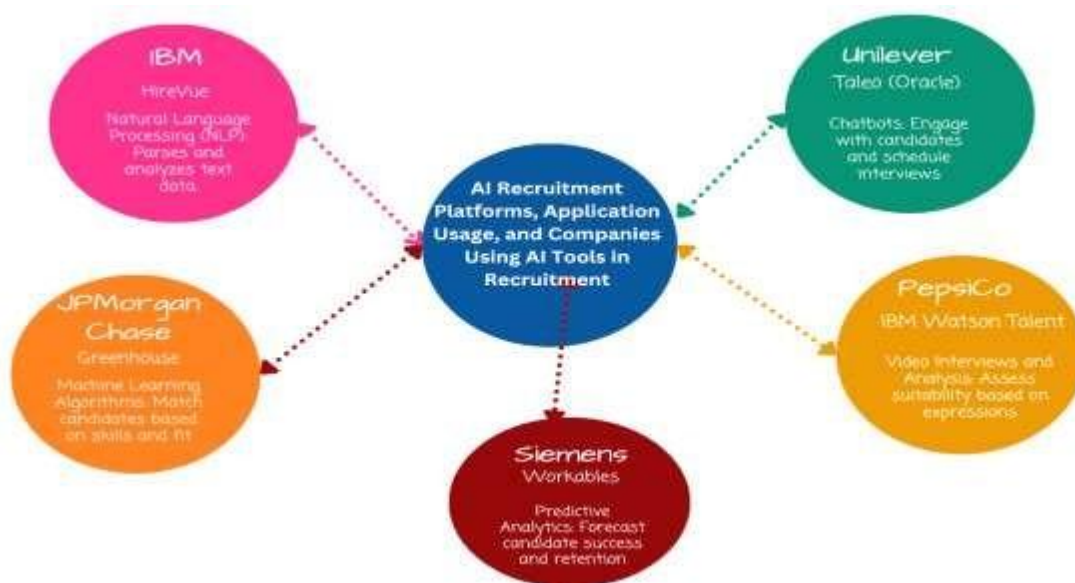 IBM
HireVue
Natural Language
Processing (NLP):
Parses and
analyzes text
data.
Unilever
Taleo (Oracle)
Chatbots: Engage
with candidates
and schedule
interviews
AI Recruitment
Platforms, Application
Usage, and Companies
Using AI Tools in
Recruitment
JPMorgan
Chase
Greenhouse
Machine Learning
Algorithms: Match
candidates based
on skills and fit
PepsiCo
IBM Watson Talent
Video Interviews and
Analysis: Assess
suitability based on
expressions
Siemens
Workables
Predictive
Analytics: Forecast
candidate success
and retention